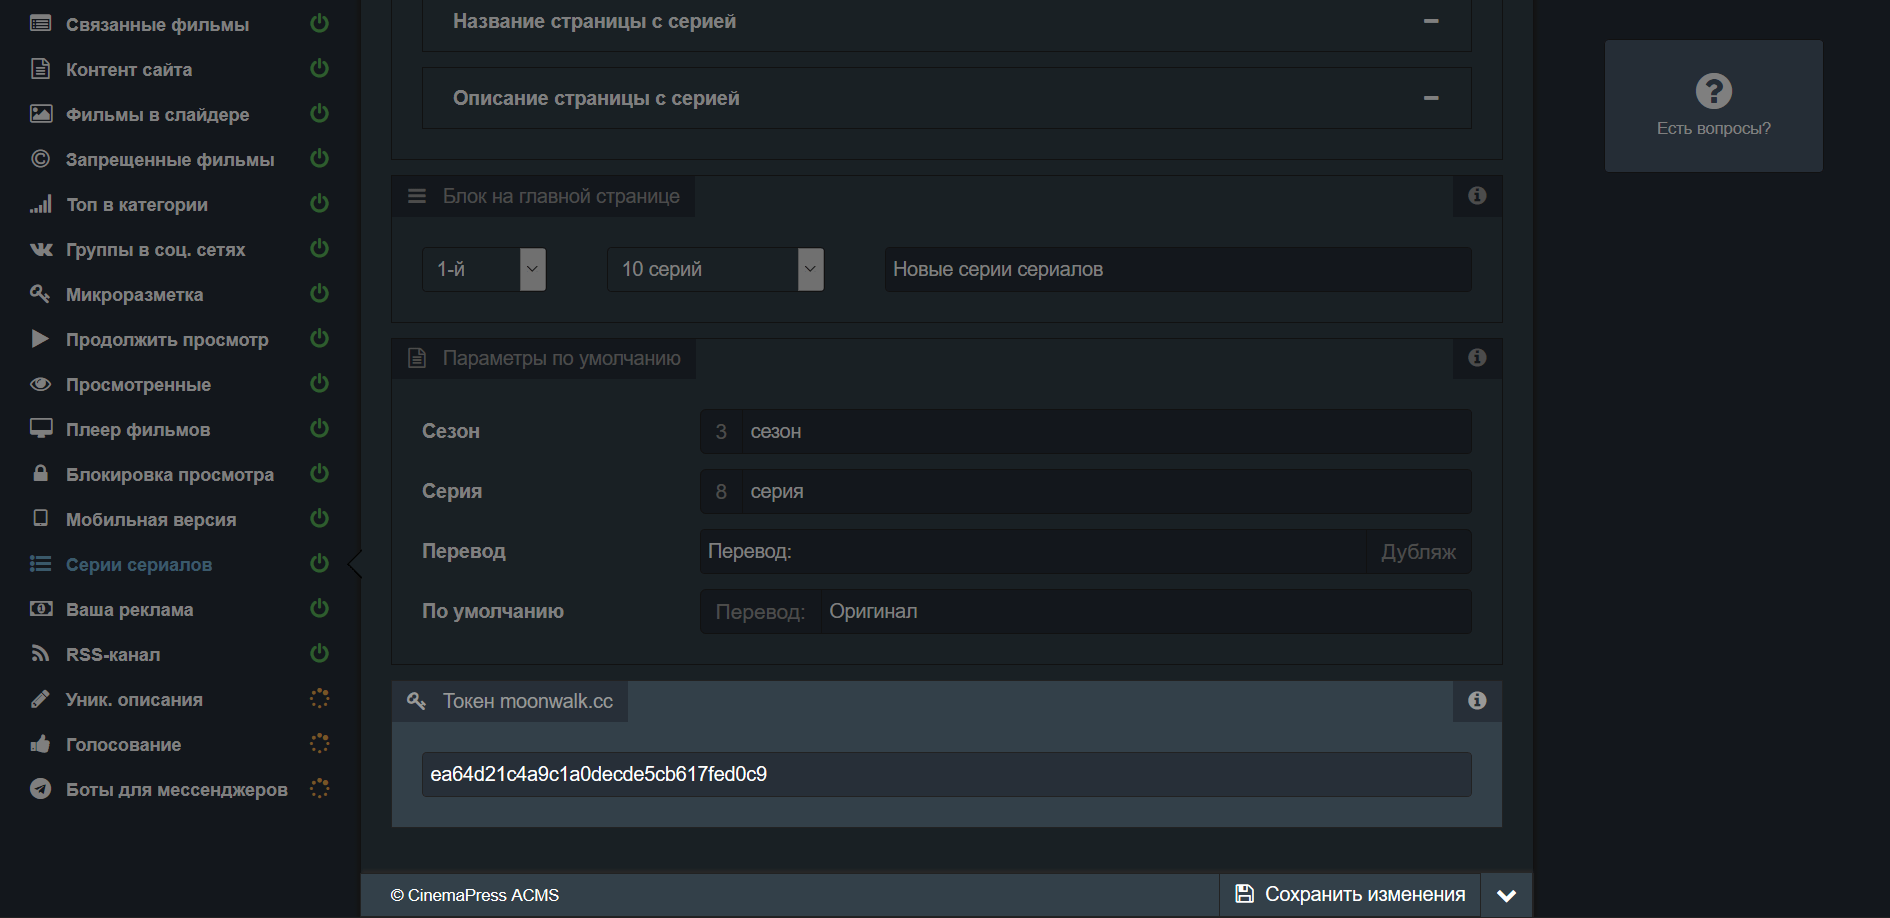 Связанные фильмы
Контент сайта
Фильмы в слайдере
Запрещенные фильмы
Топ в категории
Группы в соц. сетях
Микроразметка
Продолжить просмотр
Просмотренные
Плеер фильмов
Блокировка просмотра
Мобильная версия
Серии сериалов
Ваша реклама
RSS-канал
Уник. описания
Голосование
Боты для мессенджеров
Название страницы с серией
Описание страницы с серией
Блок на главной странице
1-й 10 серий Новые серии сериалов
Параметры по умолчанию
Сезон 3 сезон
Серия 8 серия
Перевод Перевод: Дубляж
По умолчанию Перевод: Оригинал
Токен moonwalk.cc
ea64d21c4a9c1a0decde5cb617fed0c9
© CinemaPress ACMS Сохранить изменения
Есть вопросы?